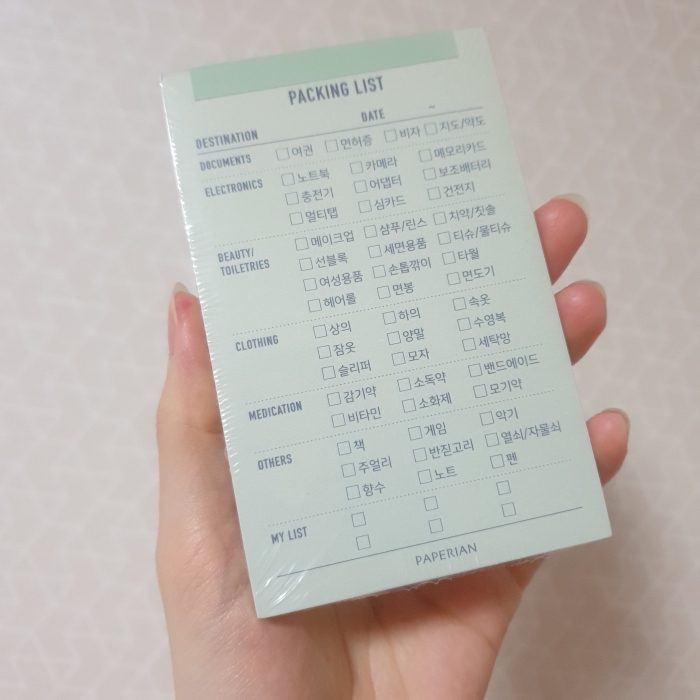 PACKING LIST
DESTINATION DATE ~
DOCUMENTS □여권 □면허증 □비자 □지도/약도
ELECTRONICS □노트북 □카메라 □메모리카드
□충전기 □어댑터 □보조배터리
□멀티탭 □심카드 □건전지
BEAUTY/ □메이크업 □샴푸/린스 □치약/칫솔
TOILETRIES □선블록 □세면용품 □티슈/물티슈
□여성용품 □손톱깎이 □타월
□헤어롤 □면봉 □면도기
CLOTHING □상의 □하의 □속옷
□잠옷 □양말 □수영복
□슬리퍼 □모자 □세탁망
MEDICATION □감기약 □소독약 □밴드에이드
□비타민 □소화제 □모기약
OTHERS □책 □게임 □악기
□주얼리 □반짇고리 □열쇠/자물쇠
□향수 □노트 □펜
MY LIST □ □ □
□ □ □
PAPERIAN